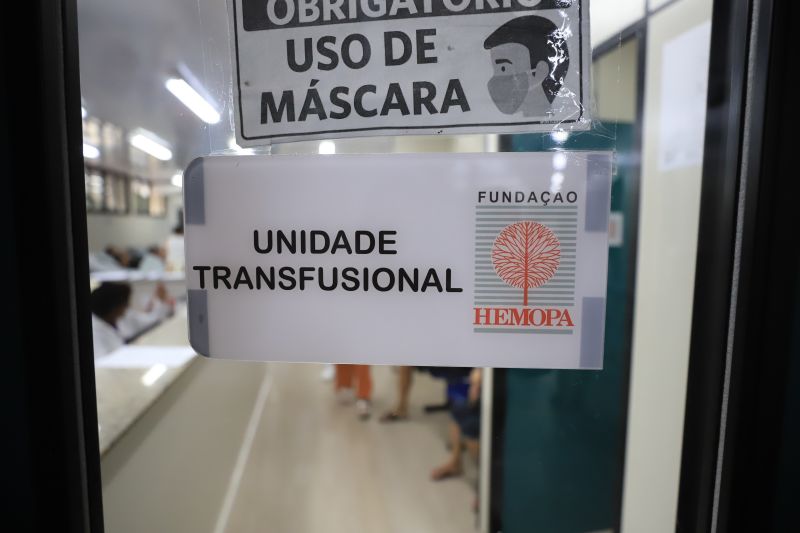 OBRIGATÓRIO
USO DE
MÁSCARA
FUNDAÇÃO
UNIDADE
TRANSFUSIONAL
HEMOPA